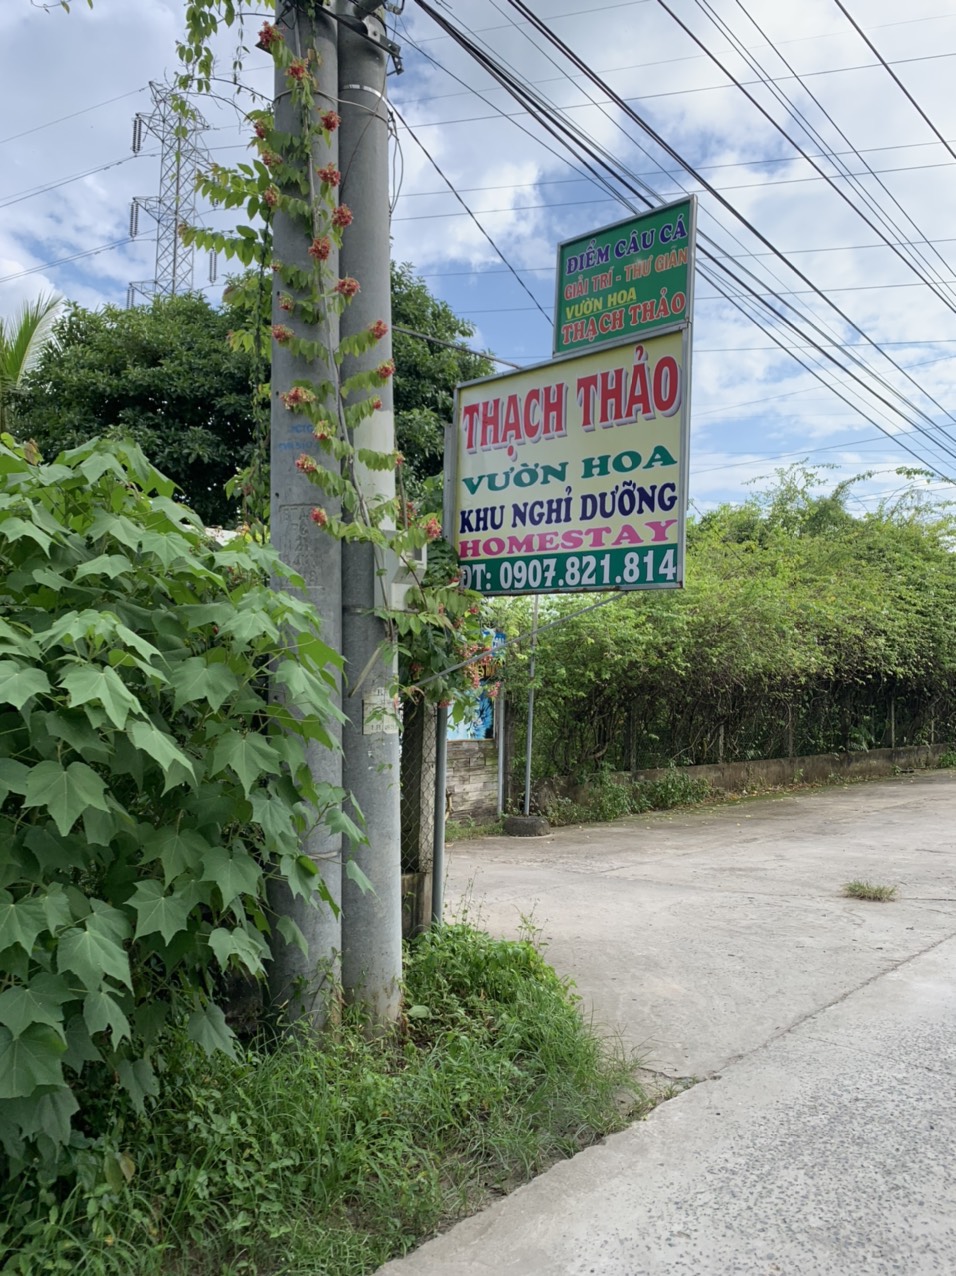 ĐIỂM CÂU CÁ
GIẢI TRÍ - THƯ GIÃN
VƯỜN HOA
THẠCH THẢO
THẠCH THẢO
VƯỜN HOA
KHU NGHỈ DƯỠNG
HOMESTAY
ĐT: 0907.821.814